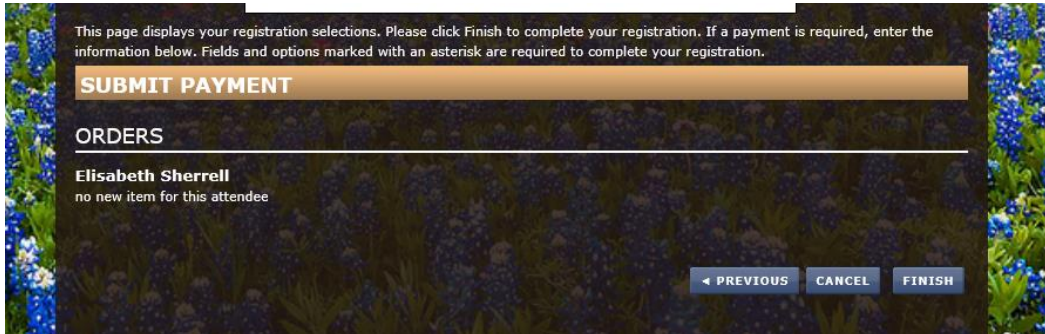 This page displays your registration selections. Please click Finish to complete your registration. If a payment is required, enter the
information below. Fields and options marked with an asterisk are required to complete your registration.
SUBMIT PAYMENT
ORDERS
Elisabeth Sherrell
no new item for this attendee
◄ PREVIOUS CANCEL FINISH